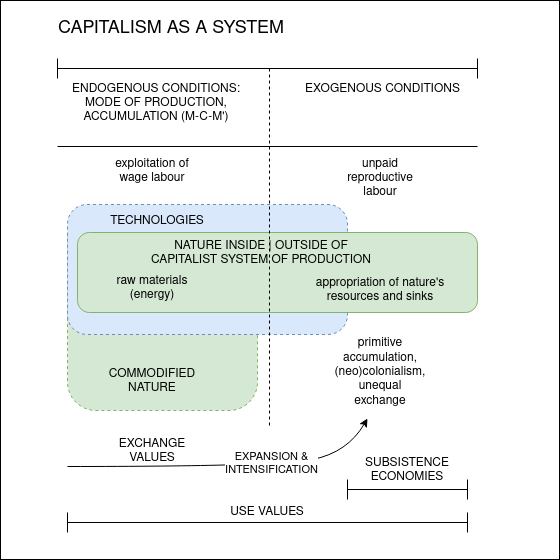 CAPITALISM AS A SYSTEM
ENDOGENOUS CONDITIONS:
MODE OF PRODUCTION,
ACCUMULATION (M-C-M')
EXOGENOUS CONDITIONS
exploitation of
wage labour
unpaid
reproductive
labour
TECHNOLOGIES
NATURE INSIDE OUTSIDE OF
CAPITALIST SYSTEM OF PRODUCTION
raw materials
(energy)
appropriation of nature's
resources and sinks
COMMODIFIED
NATURE
primitive
accumulation,
(neo)colonialism,
unequal
exchange
EXCHANGE
VALUES
EXPANSION &
INTENSIFICATION
SUBSISTENCE
ECONOMIES
USE VALUES